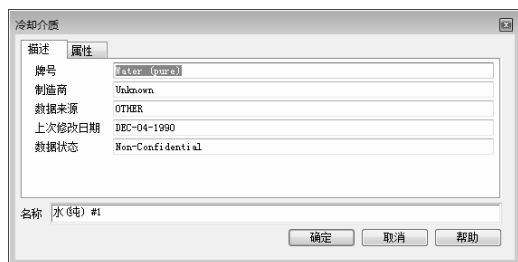 冷却介质
描述 属性
牌号 Water (pure)
制造商 Unknown
数据来源 OTHER
上次修改日期 DEC-04-1990
数据状态 Non-Confidential
名称 水(纯) #1
确定 取消 帮助